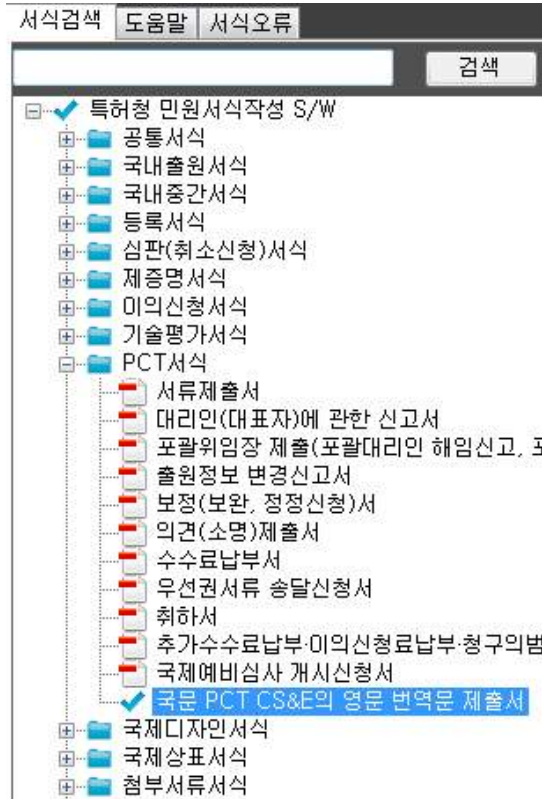 서식검색 도움말 서식오류
검색
특허청 민원서식작성 S/W
공통서식
국내출원서식
국내중간서식
등록서식
심판(취소신청)서식
제증명서식
이의신청서식
기술평가서식
PCT서식
서류제출서
대리인(대표자)에 관한 신고서
포괄위임장 제출(포괄대리인 해임신고,
출원정보 변경신고서
보정(보완, 정정신청)서
의견(소명)제출서
수수료납부서
우선권서류 송달신청서
취하서
추가수수료납부·이의신청료납부·청구의범
국제예비심사 개시신청서
국문 PCT CS&E의 영문 번역문 제출서
국제디자인서식
국제상표서식
첨부서류서식